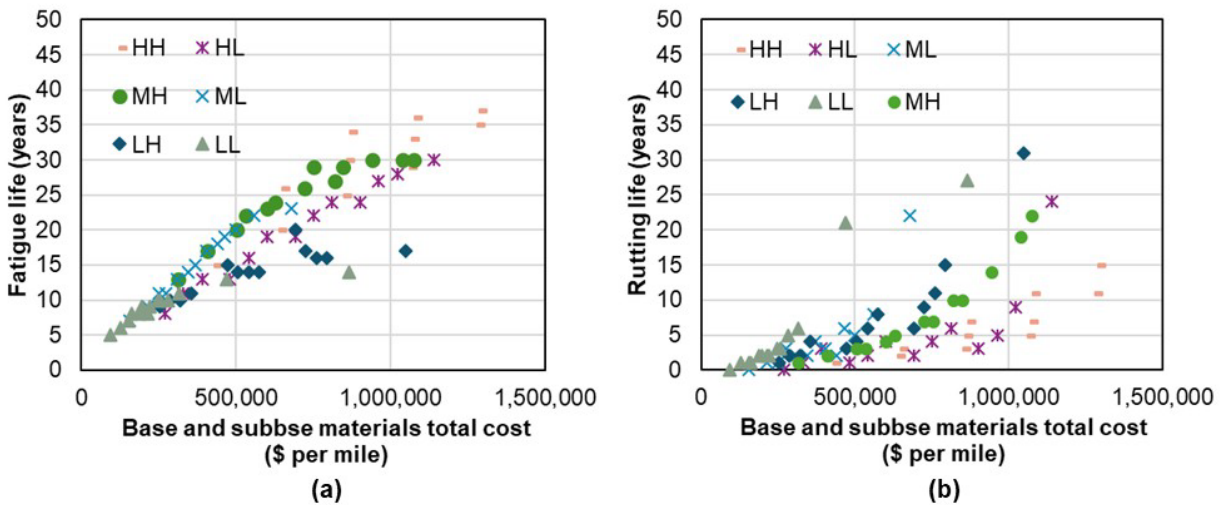 50
45
40
35
30
25
20
15
10
5
0
Fatigue life (years)
HH HL
MH ML
LH LL
0 500,000 1,000,000 1,500,000
Base and subbse materials total cost
($ per mile)
(a)
50
45
40
35
30
25
20
15
10
5
0
Rutting life (years)
HH HL ML
LH LL MH
0 500,000 1,000,000 1,500,000
Base and subbse materials total cost
($ per mile)
(b)